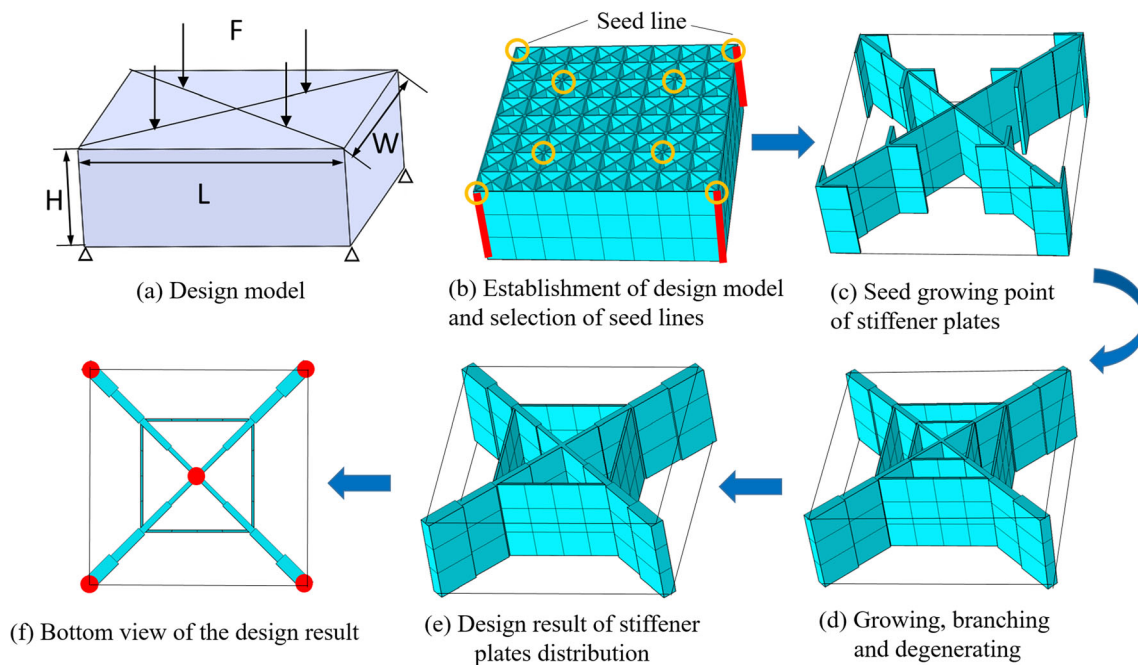 F
W
H
L
(a) Design model
Seed line
(b) Establishment of design model
and selection of seed lines
(c) Seed growing point
of stiffener plates
(f) Bottom view of the design result
(e) Design result of stiffener
plates distribution
(d) Growing, branching
and degenerating